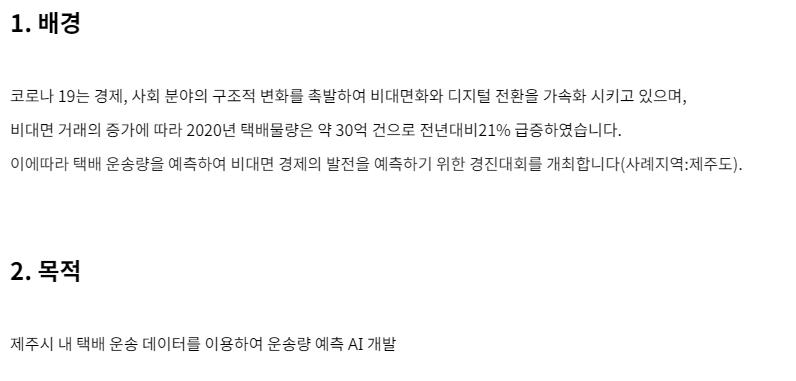 1. 배경
코로나 19는 경제, 사회 분야의 구조적 변화를 촉발하여 비대면화와 디지털 전환을 가속화 시키고 있으며,
비대면 거래의 증가에 따라 2020년 택배물량은 약 30억 건으로 전년대비21% 급증하였습니다.
이에따라 택배 운송량을 예측하여 비대면 경제의 발전을 예측하기 위한 경진대회를 개최합니다(사례지역:제주도).
2. 목적
제주시 내 택배 운송 데이터를 이용하여 운송량 예측 AI 개발